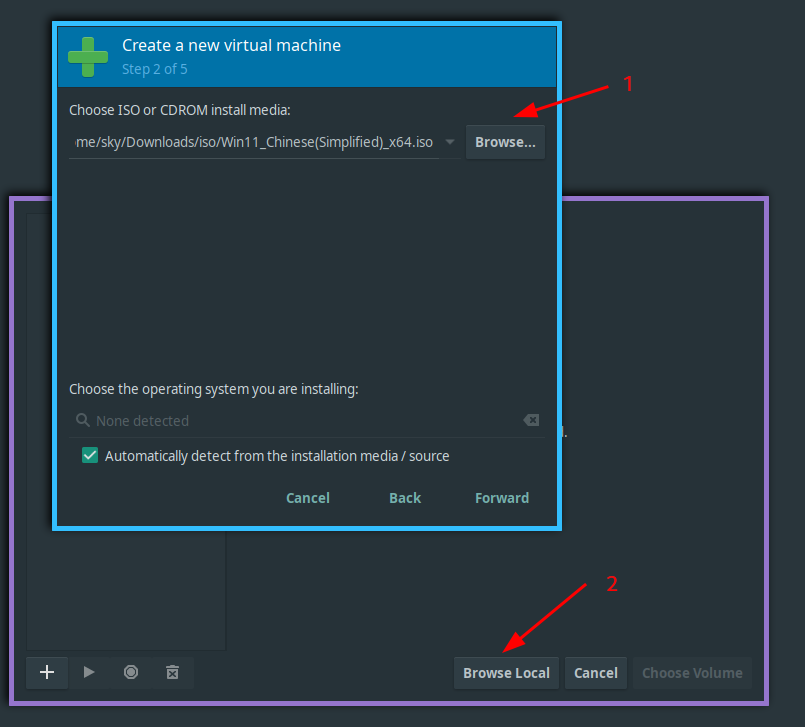 Create a new virtual machine
Step 2 of 5
1
Choose ISO or CDROM install media:
me/sky/Downloads/iso/Win11_Chinese(Simplified)_x64.iso
Browse...
Choose the operating system you are installing:
None detected
Automatically detect from the installation media / source
Cancel Back Forward
2
Browse Local Cancel Choose Volume